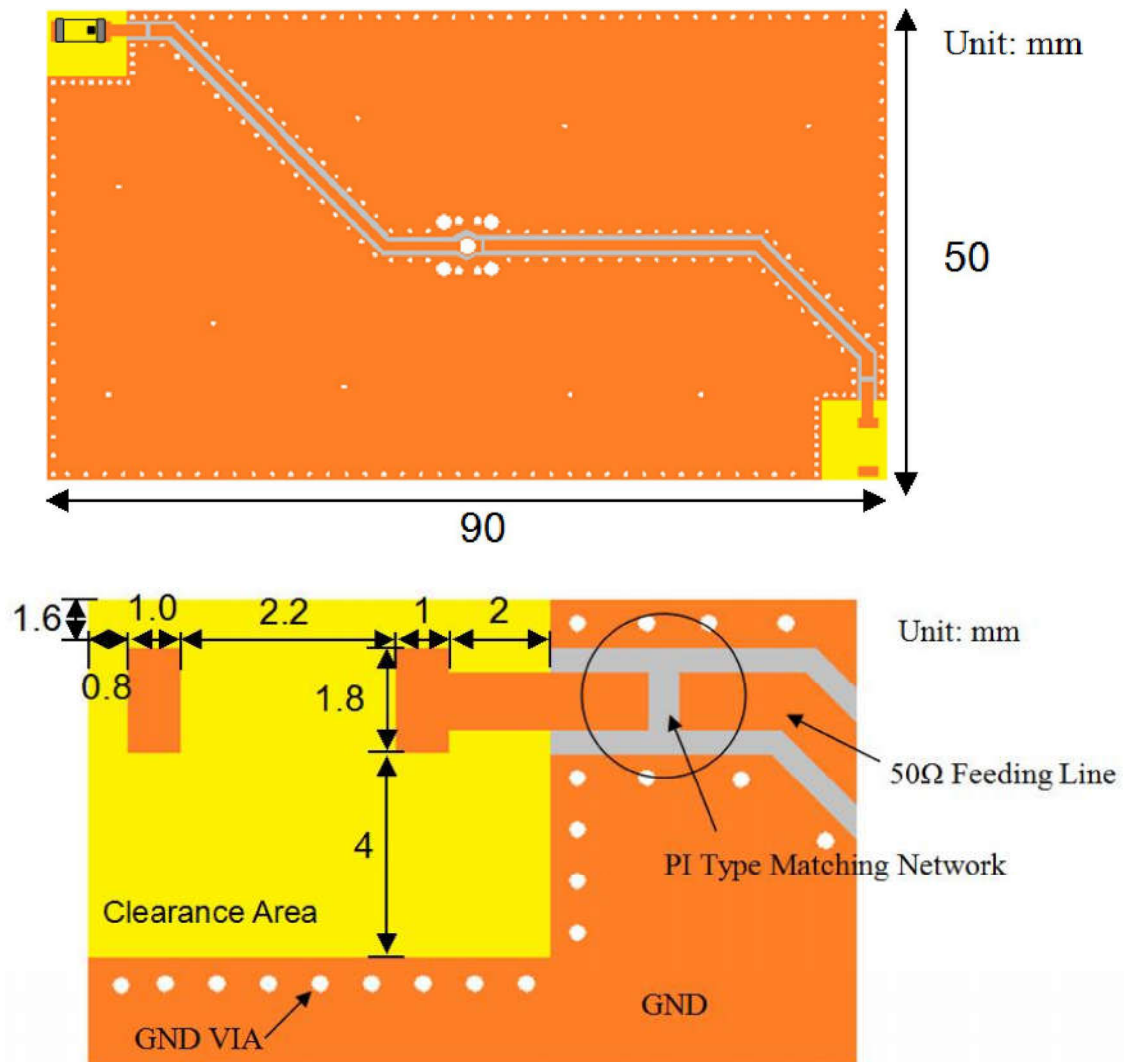 Unit: mm
50
90
1.6
1.0
2.2
1
2
Unit: mm
0.8
1.8
50Ω Feeding Line
4
PI Type Matching Network
Clearance Area
GND
GND VIA